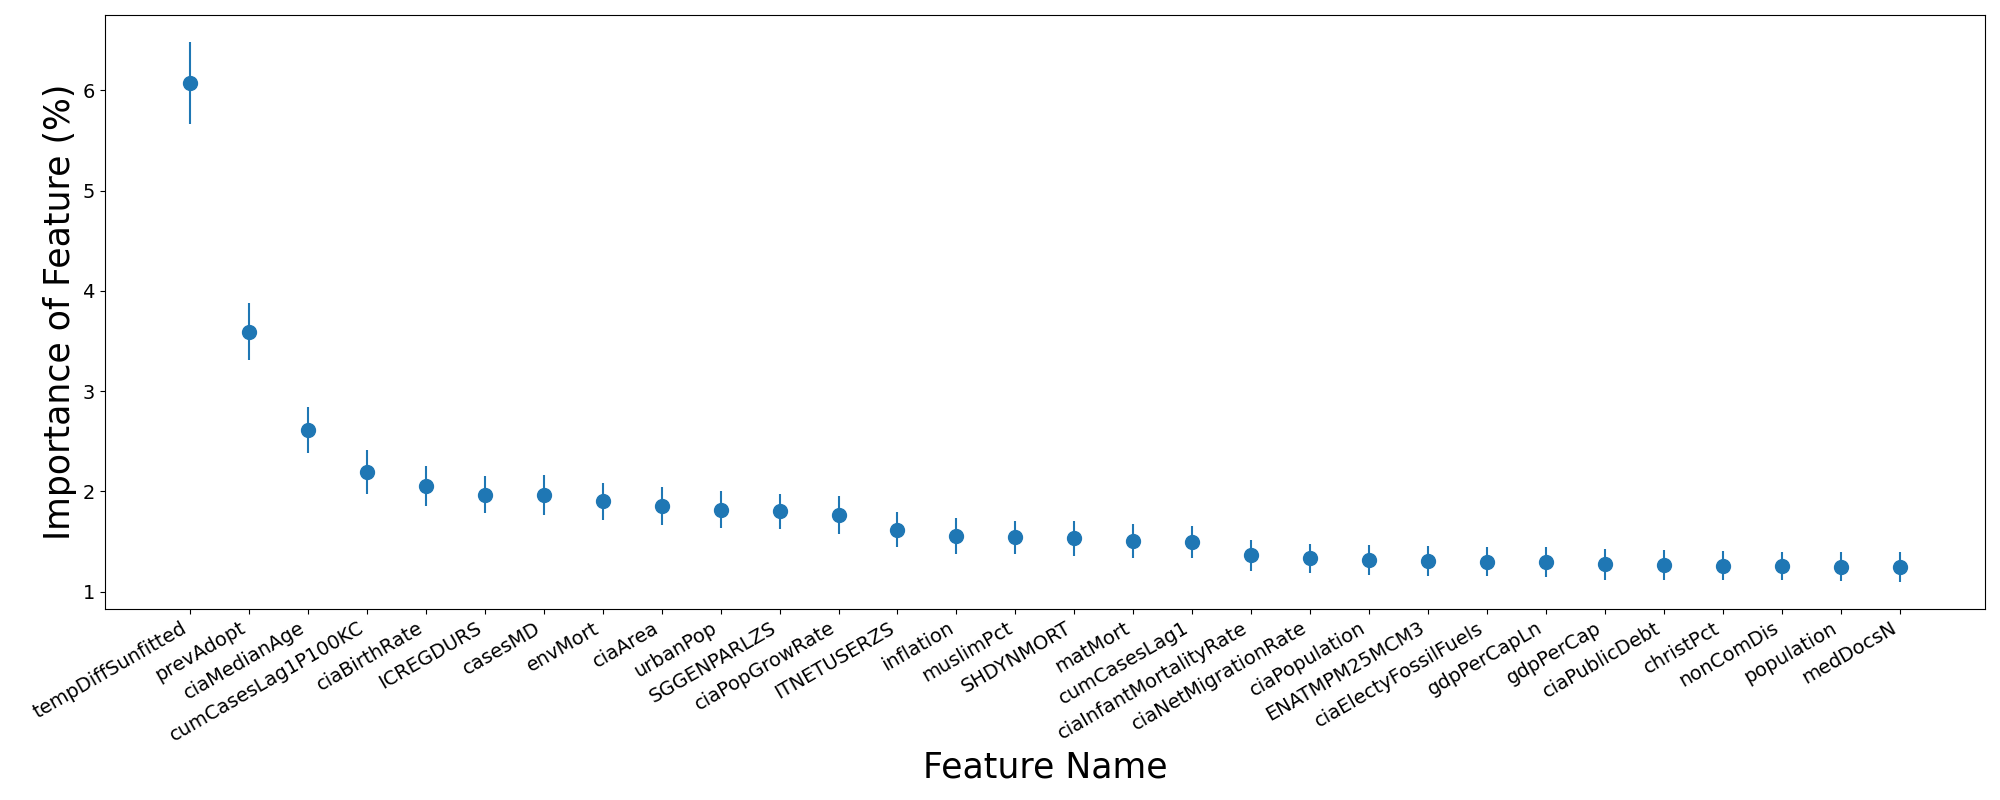 Importance of Feature (%)
6
5
4
3
2
1
tempDiffSunfitted
prevAdopt
ciaMedianAge
cumCasesLag1P100KC
ciaBirthRate
ICREGDURS
casesMD
envMort
ciaArea
urbanPop
SGGENPARLZS
ciaPopGrowRate
ITNETUSERZS
inflation
muslimPct
SHDYNMORT
matMort
cumCasesLag1
ciaInfantMortalityRate
ciaNetMigrationRate
ciaPopulation
ENATMPM25MCM3
ciaElectyFossilFuels
gdpPerCapLn
gdpPerCap
ciaPublicDebt
christPct
nonComDis
population
medDocsN
Feature Name